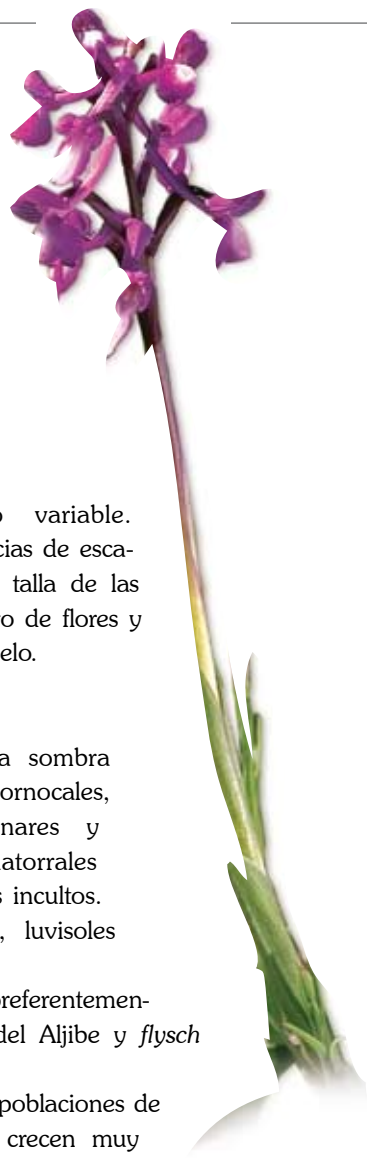 variable.
cias de esca-
talla de las
o de flores y
elo.
a sombra
ornocales,
nares y
atorrales
s incultos.
, luvisoles
referentemen-
del Aljibe y flysch
poblaciones de
crecen muy